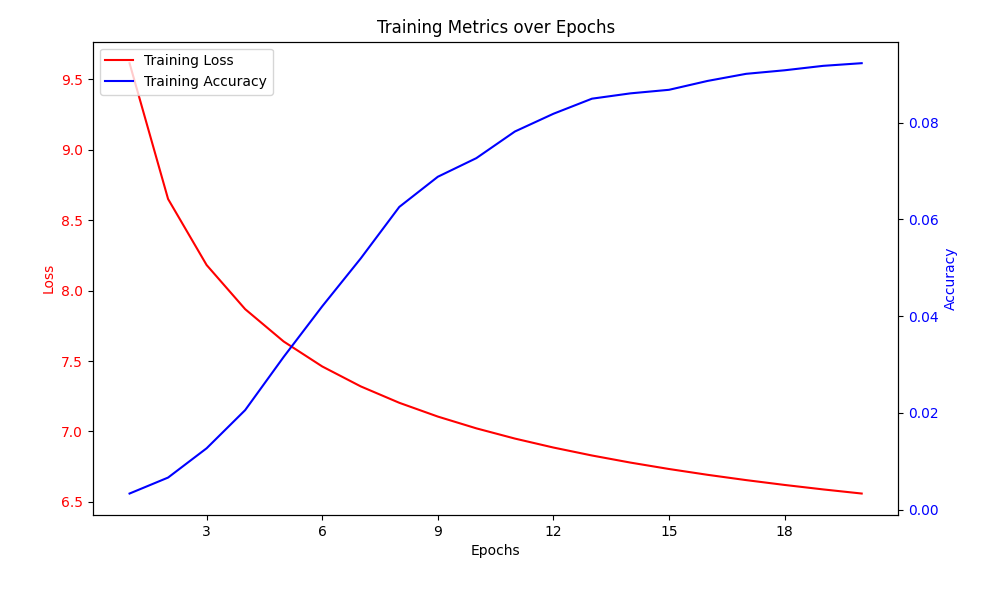 Training Metrics over Epochs
Training Loss
Training Accuracy
9.5
9.0
8.5
8.0
7.5
7.0
6.5
Loss
0.08
0.06
0.04
0.02
0.00
Accuracy
3 6 9 12 15 18
Epochs